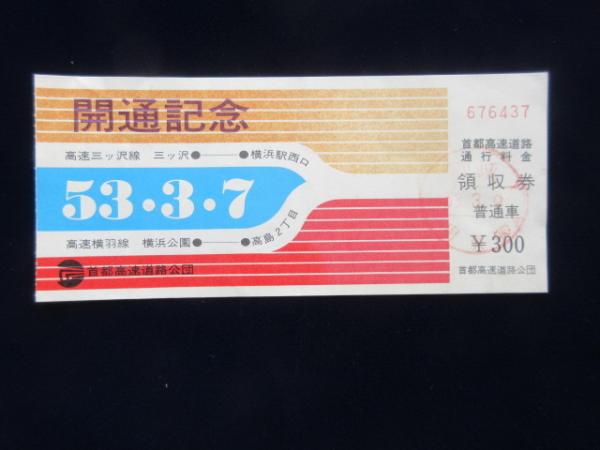 開通記念
高速三ッ沢線 三ッ沢●―●横浜駅西口
53・3・7
高速横羽線 横浜公園●―●高島2丁目
首都高速道路公団
676437
首都高速道路
通行料金
領収券
普通車
¥300
首都高速道路公団